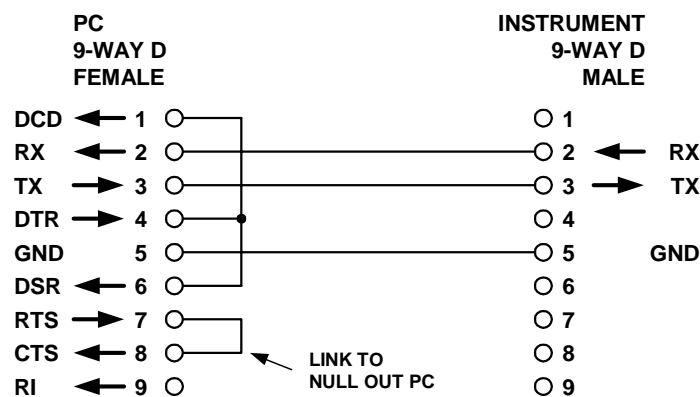 PC
9-WAY D
FEMALE
INSTRUMENT
9-WAY D
MALE
DCD 1 1
RX 2 2 RX
TX 3 3 TX
DTR 4 4
GND 5 5 GND
DSR 6 6
RTS 7 7
CTS 8 8
RI 9 9
LINK TO
NULL OUT PC